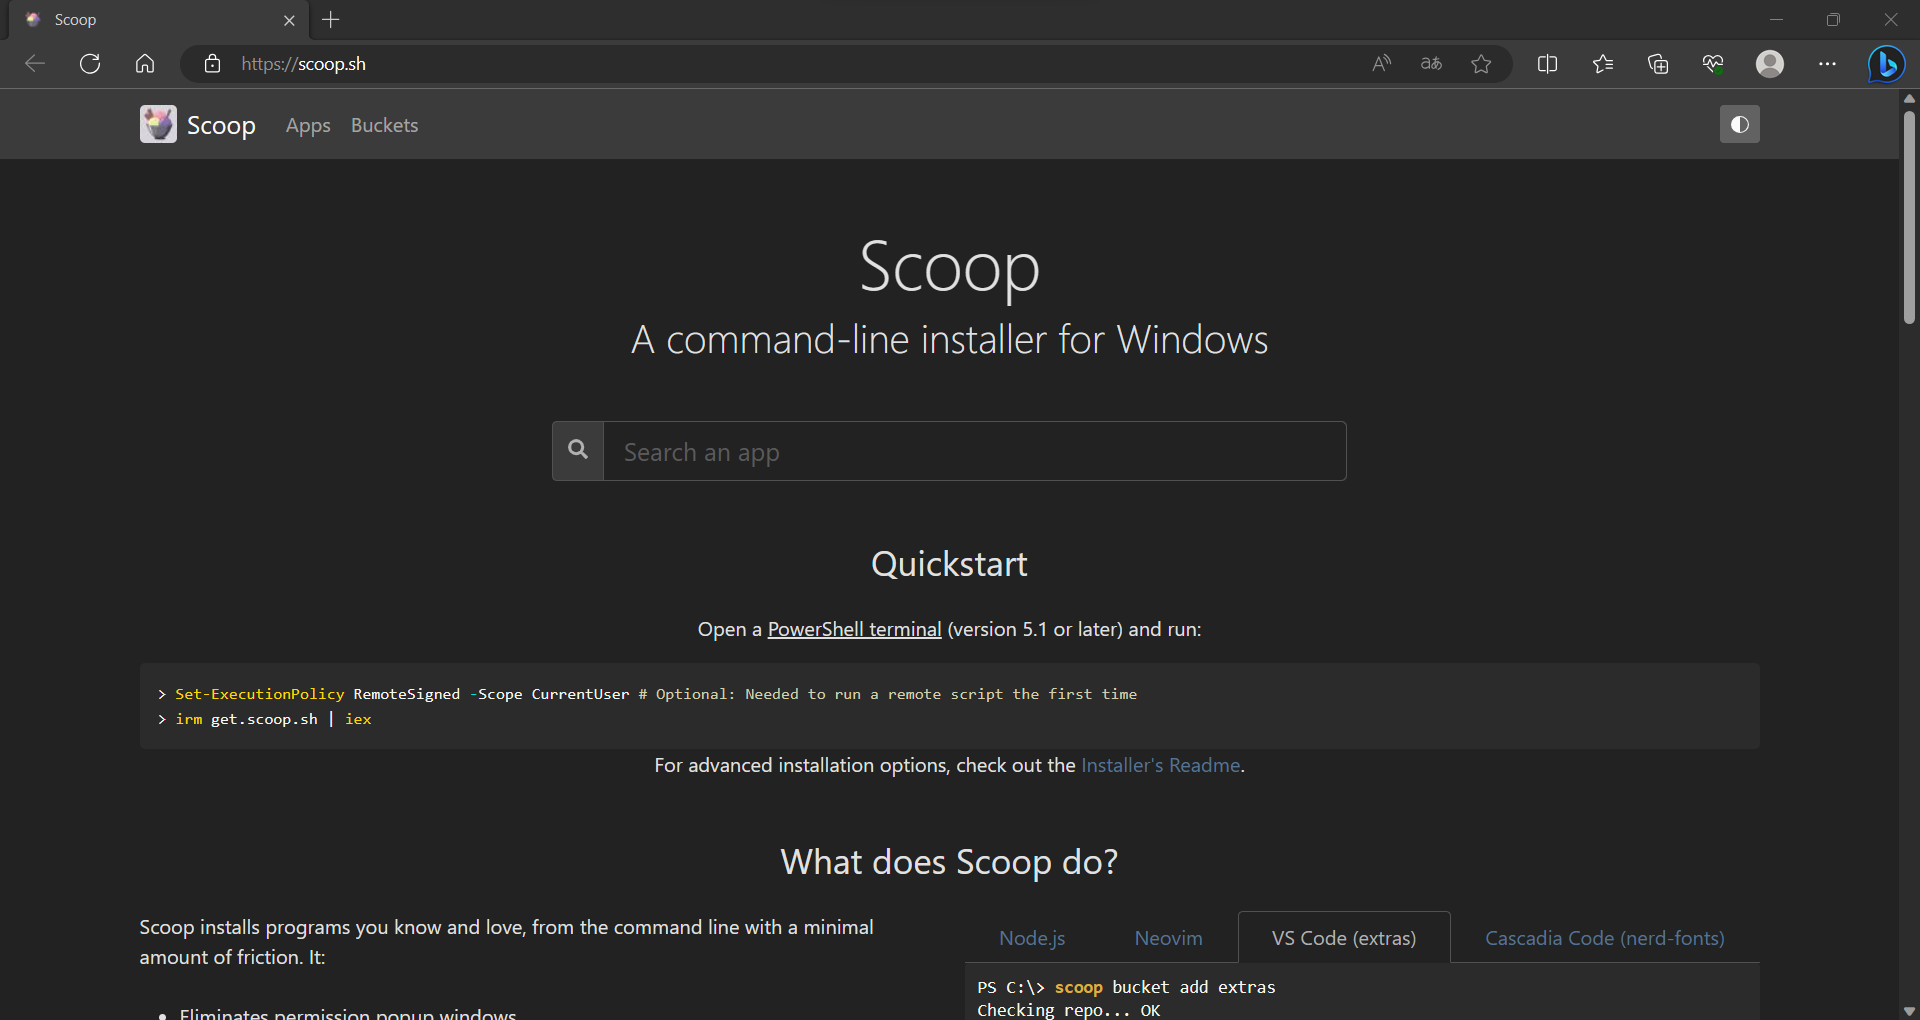 Scoop
https://scoop.sh
Scoop Apps Buckets
Scoop
A command-line installer for Windows
Search an app
Quickstart
Open a PowerShell terminal (version 5.1 or later) and run:
> Set-ExecutionPolicy RemoteSigned -Scope CurrentUser # Optional: Needed to run a remote script the first time
> irm get.scoop.sh | iex
For advanced installation options, check out the Installer's Readme.
What does Scoop do?
Scoop installs programs you know and love, from the command line with a minimal
amount of friction. It:
• Eliminates permission popup windows
Node.js Neovim VS Code (extras) Cascadia Code (nerd-fonts)
PS C:\> scoop bucket add extras
Checking repo... OK